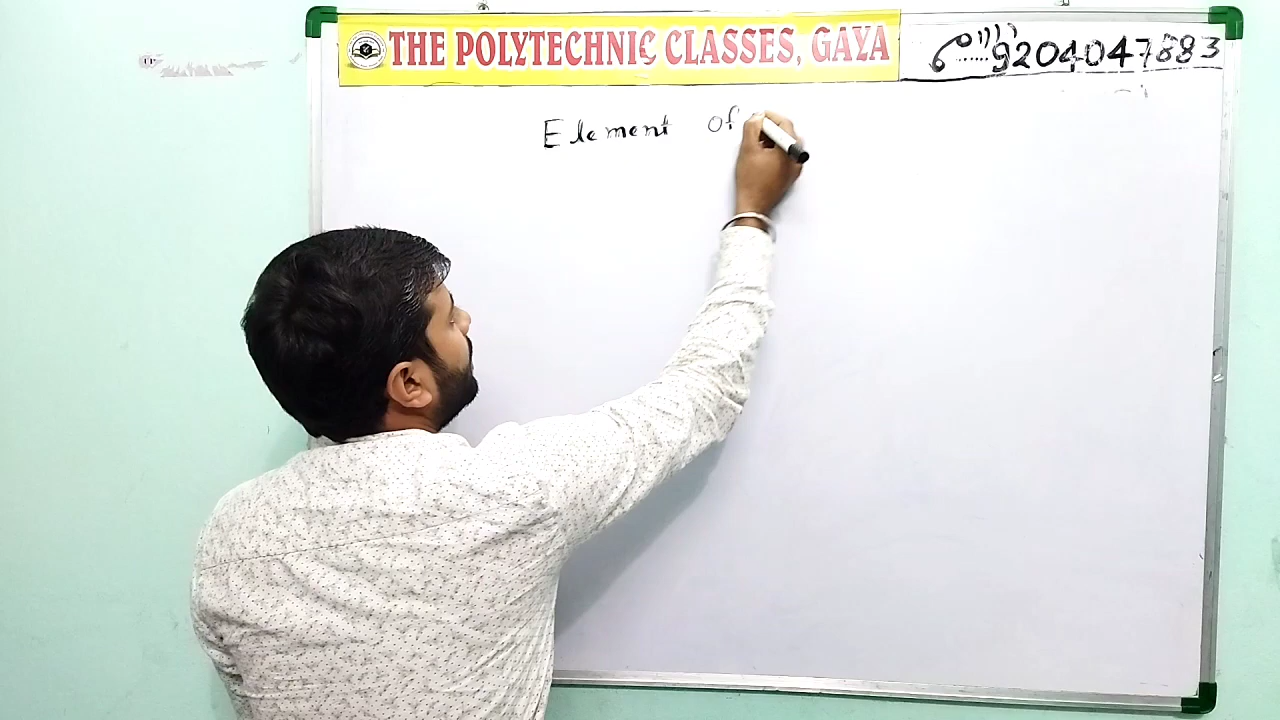 THE POLYTECHNIC CLASSES, GAYA
9204047883
Element of